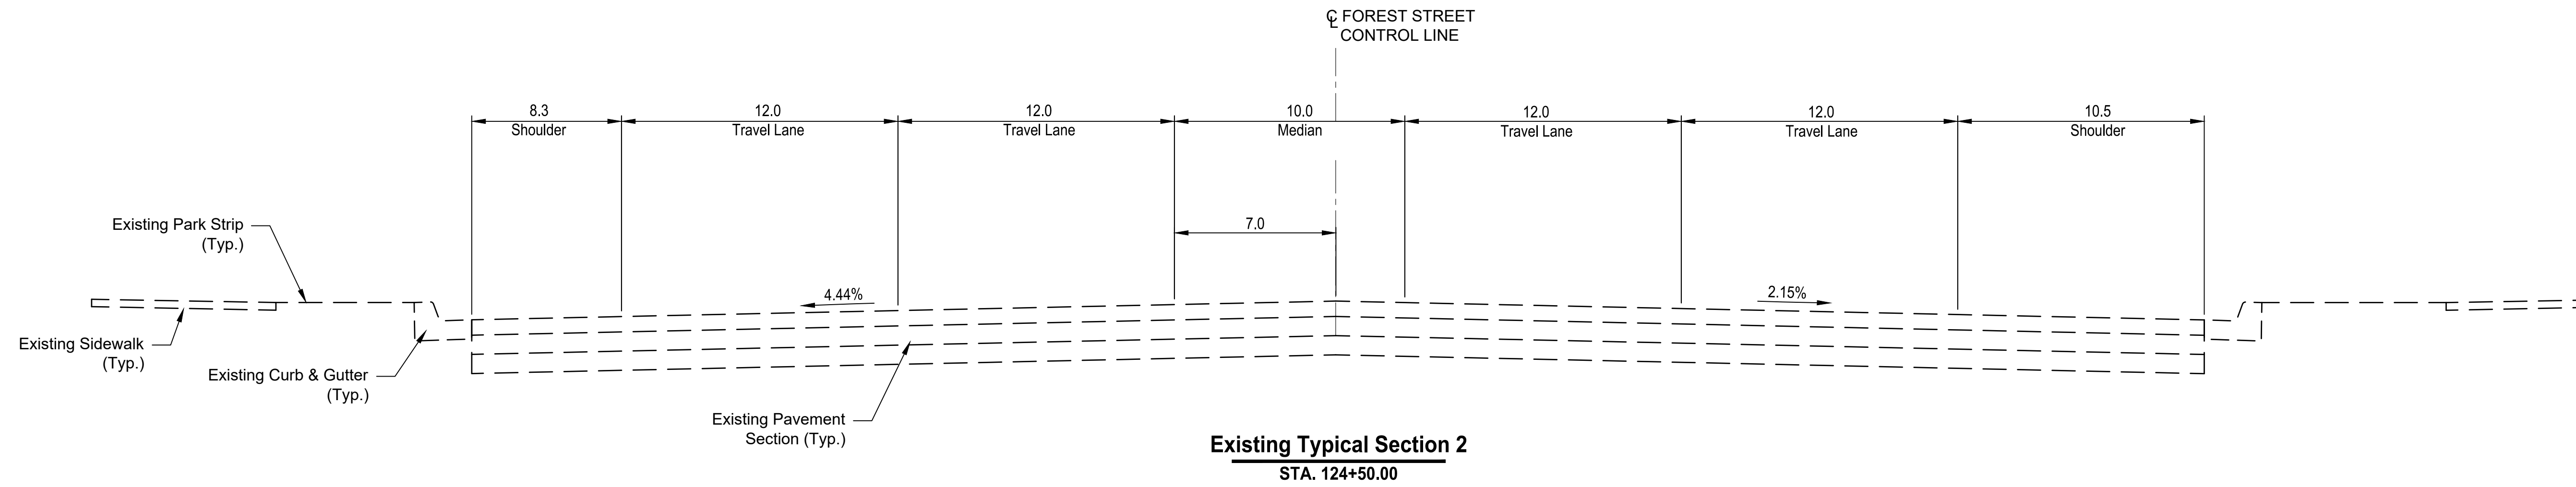 ℄ FOREST STREET
CONTROL LINE
8.3
Shoulder
12.0
Travel Lane
12.0
Travel Lane
10.0
Median
12.0
Travel Lane
12.0
Travel Lane
10.5
Shoulder
7.0
Existing Park Strip
(Typ.)
4.44%
2.15%
Existing Sidewalk
(Typ.)
Existing Curb & Gutter
(Typ.)
Existing Pavement
Section (Typ.)
Existing Typical Section 2
STA. 124+50.00